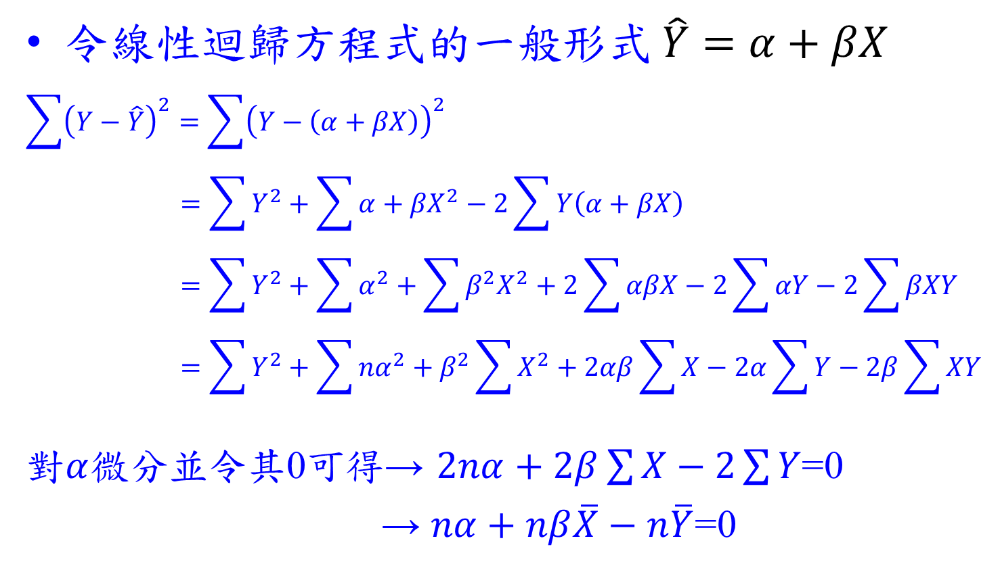 • 令線性迴歸方程式的一般形式 Ŷ = α + βX
∑(Y − Ŷ)² = ∑(Y − (α + βX))²
= ∑Y² + ∑α + βX² − 2∑Y(α + βX)
= ∑Y² + ∑α² + ∑β²X² + 2∑αβX − 2∑αY − 2∑βXY
= ∑Y² + ∑nα² + β²∑X² + 2αβ∑X − 2α∑Y − 2β∑XY
對α微分並令其0可得→ 2nα + 2β∑X − 2∑Y=0
→ nα + nβX̄ − nȲ=0